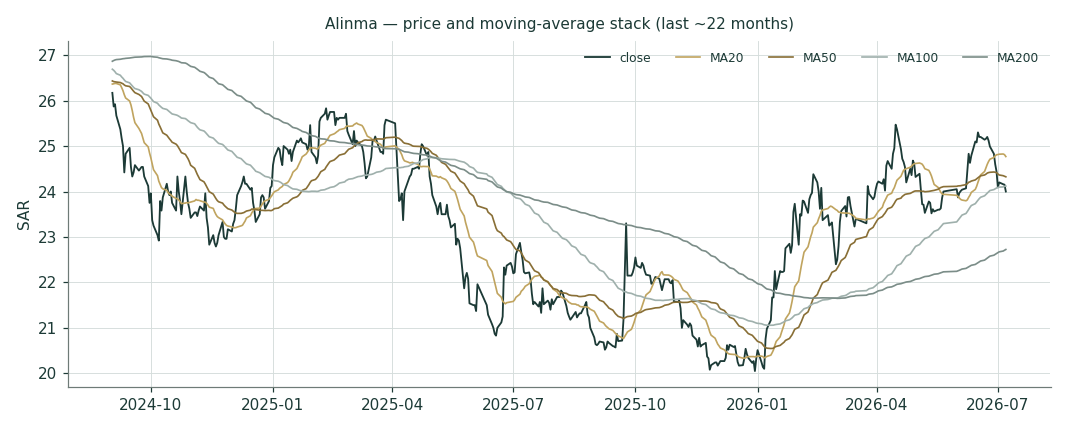 Alinma — price and moving-average stack (last ~22 months)
close MA20 MA50 MA100 MA200
SAR
27
26
25
24
23
22
21
20
2024-10 2025-01 2025-04 2025-07 2025-10 2026-01 2026-04 2026-07